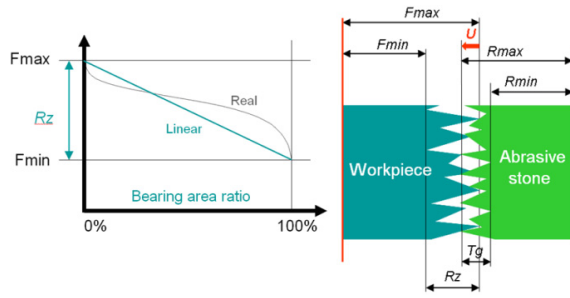 Fmax
Rz
Fmin
Real
Linear
Bearing area ratio
0%
100%
Fmax
U
Fmin
Rmax
Rmin
Workpiece
Abrasive
stone
Tg
Rz